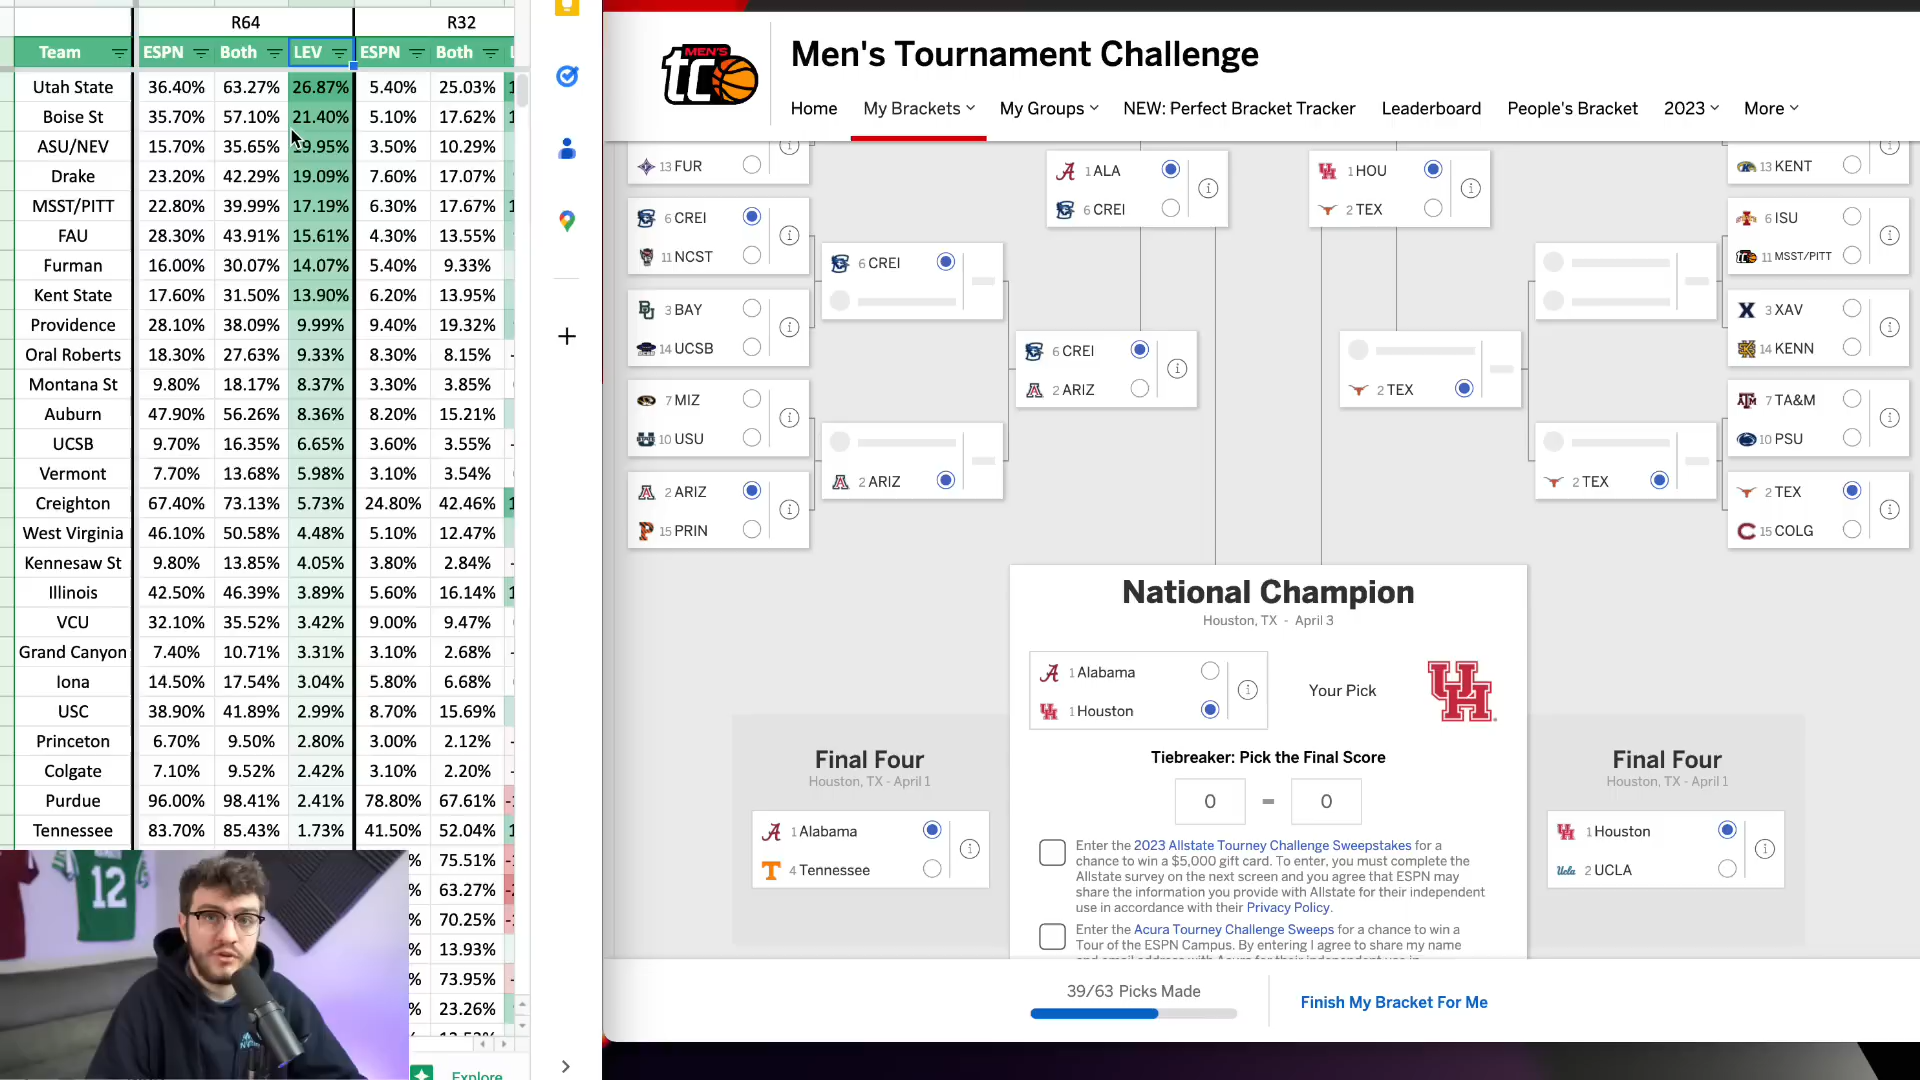 R64 R32
Team ESPN Both LEV ESPN Both
Utah State 36.40% 63.27% 26.87% 5.40% 25.03%
Boise St 35.70% 57.10% 21.40% 5.10% 17.62%
ASU/NEV 15.70% 35.65% 19.95% 3.50% 10.29%
Drake 23.20% 42.29% 19.09% 7.60% 17.07%
MSST/PITT 22.80% 39.99% 17.19% 6.30% 17.67%
FAU 28.30% 43.91% 15.61% 4.30% 13.55%
Furman 16.00% 30.07% 14.07% 5.40% 9.33%
Kent State 17.60% 31.50% 13.90% 6.20% 13.95%
Providence 28.10% 38.09% 9.99% 9.40% 19.32%
Oral Roberts 18.30% 27.63% 9.33% 8.30% 8.15%
Montana St 9.80% 18.17% 8.37% 3.30% 3.85%
Auburn 47.90% 56.26% 8.36% 8.20% 15.21%
UCSB 9.70% 16.35% 6.65% 3.60% 3.55%
Vermont 7.70% 13.68% 5.98% 3.10% 3.54%
Creighton 67.40% 73.13% 5.73% 24.80% 42.46%
West Virginia 46.10% 50.58% 4.48% 5.10% 12.47%
Kennesaw St 9.80% 13.85% 4.05% 3.80% 2.84%
Illinois 42.50% 46.39% 3.89% 5.60% 16.14%
VCU 32.10% 35.52% 3.42% 9.00% 9.47%
Grand Canyon 7.40% 10.71% 3.31% 3.10% 2.68%
Iona 14.50% 17.54% 3.04% 5.80% 6.68%
USC 38.90% 41.89% 2.99% 8.70% 15.69%
Princeton 6.70% 9.50% 2.80% 3.00% 2.12%
Colgate 7.10% 9.52% 2.42% 3.10% 2.20%
Purdue 96.00% 98.41% 2.41% 78.80% 67.61%
Tennessee 83.70% 85.43% 1.73% 41.50% 52.04%
% 75.51%
% 63.27%
% 70.25%
% 13.93%
% 73.95%
% 23.26%
12
Explore
MEN'S
tc
Men's Tournament Challenge
Home My Brackets My Groups NEW: Perfect Bracket Tracker Leaderboard People's Bracket 2023 More
13 FUR
6 CREI
11 NCST
3 BAY
14 UCSB
7 MIZ
10 USU
2 ARIZ
15 PRIN
6 CREI
2 ARIZ
6 CREI
2 ARIZ
1 ALA
6 CREI
1 HOU
2 TEX
2 TEX
2 TEX
13 KENT
6 ISU
11 MSST/PITT
3 XAV
14 KENN
7 TA&M
10 PSU
2 TEX
15 COLG
National Champion
Houston, TX - April 3
1 Alabama
1 Houston
Your Pick
Tiebreaker: Pick the Final Score
0 - 0
Enter the 2023 Allstate Tourney Challenge Sweepstakes for a
chance to win a $5,000 gift card. To enter, you must complete the
Allstate survey on the next screen and you agree that ESPN may
share the information you provide with Allstate for their independent
use in accordance with their Privacy Policy.
Enter the Acura Tourney Challenge Sweeps for a chance to win a
Tour of the ESPN Campus. By entering I agree to share my name
Final Four
Houston, TX - April 1
1 Alabama
4 Tennessee
Final Four
Houston, TX - April 1
1 Houston
Ucla 2 UCLA
39/63 Picks Made
Finish My Bracket For Me